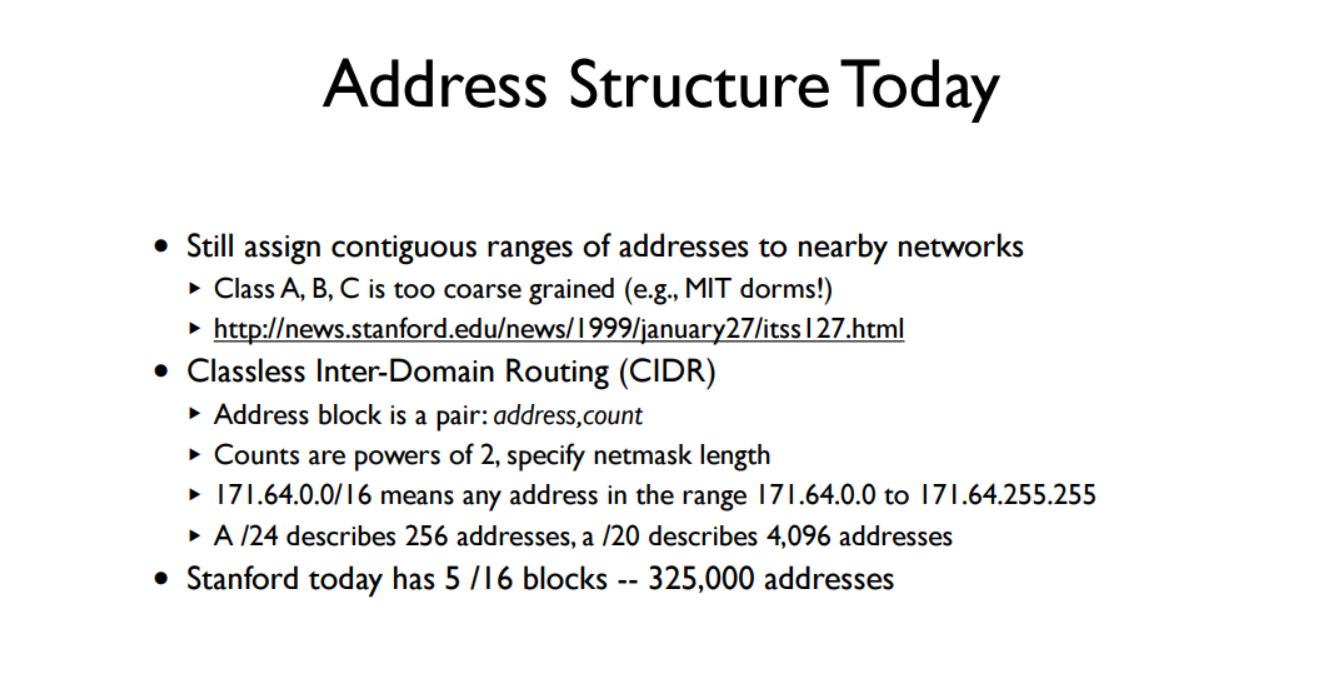 Address Structure Today
• Still assign contiguous ranges of addresses to nearby networks
▸ Class A, B, C is too coarse grained (e.g., MIT dorms!)
▸ http://news.stanford.edu/news/1999/january27/itss127.html
• Classless Inter-Domain Routing (CIDR)
▸ Address block is a pair: address,count
▸ Counts are powers of 2, specify netmask length
▸ 171.64.0.0/16 means any address in the range 171.64.0.0 to 171.64.255.255
▸ A /24 describes 256 addresses, a /20 describes 4,096 addresses
• Stanford today has 5 /16 blocks -- 325,000 addresses